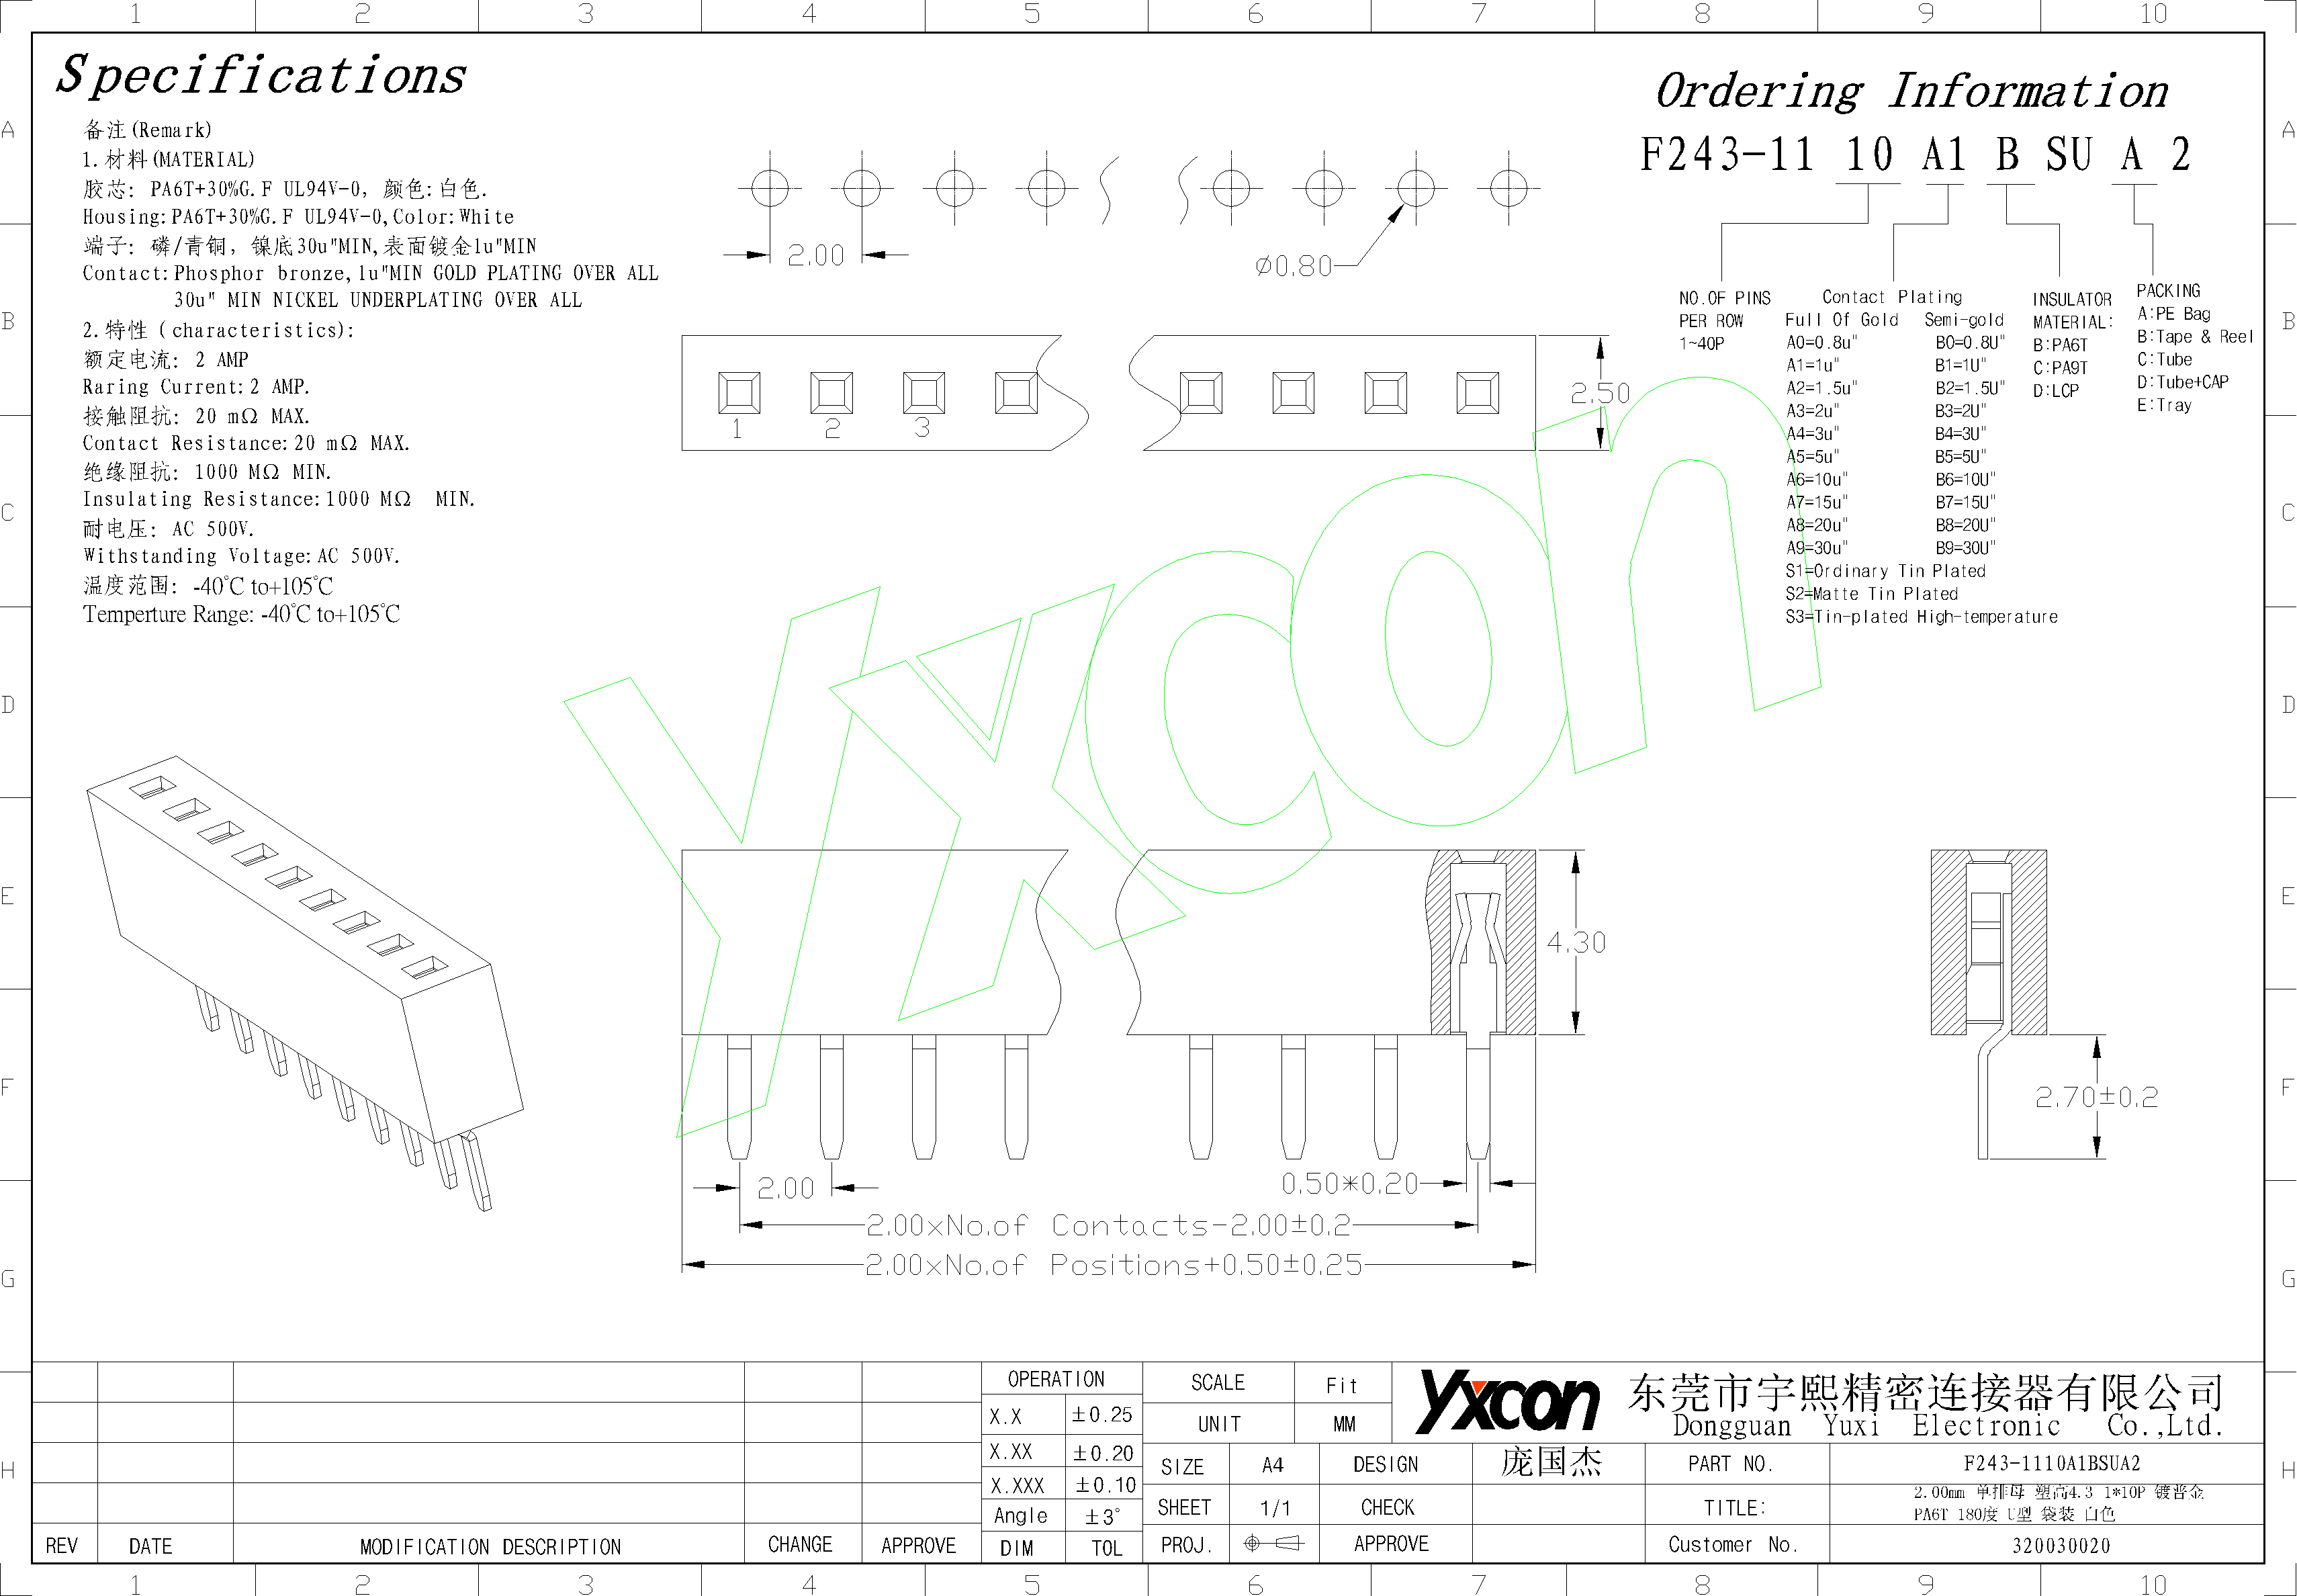 1 2 3 4 5 6 7 8 9 10
A
B
C
D
E
F
G
H
A
B
C
D
E
F
G
H
Specifications
备注(Remark)
1.材料(MATERIAL)
胶芯: PA6T+30%G.F UL94V-0, 颜色:白色.
Housing:PA6T+30%G.F UL94V-0,Color:White
端子: 磷/青铜, 镍底30u"MIN,表面镀金1u"MIN
Contact:Phosphor bronze,1u"MIN GOLD PLATING OVER ALL
30u" MIN NICKEL UNDERPLATING OVER ALL
2.特性 (characteristics):
额定电流: 2 AMP
Raring Current:2 AMP.
接触阻抗: 20 mΩ MAX.
Contact Resistance:20 mΩ MAX.
绝缘阻抗: 1000 MΩ MIN.
Insulating Resistance:1000 MΩ MIN.
耐电压: AC 500V.
Withstanding Voltage:AC 500V.
温度范围: -40℃ to+105℃
Temperture Range: -40℃ to+105℃
2.00
Ø0.80
1 2 3
2.50
Ordering Information
F243-11 10 A1 B SU A 2
NO.OF PINS
PER ROW
1~40P
Contact Plating
Full Of Gold Semi-gold
A0=0.8u" B0=0.8U"
A1=1u" B1=1U"
A2=1.5u" B2=1.5U"
A3=2u" B3=2U"
A4=3u" B4=3U"
A5=5u" B5=5U"
A6=10u" B6=10U"
A7=15u" B7=15U"
A8=20u" B8=20U"
A9=30u" B9=30U"
S1=Ordinary Tin Plated
S2=Matte Tin Plated
S3=Tin-plated High-temperature
INSULATOR
MATERIAL:
B:PA6T
C:PA9T
D:LCP
PACKING
A:PE Bag
B:Tape & Reel
C:Tube
D:Tube+CAP
E:Tray
Yxcon
4.30
2.70±0.2
2.00
0.50*0.20
2.00xNo.of Contacts-2.00±0.2
2.00xNo.of Positions+0.50±0.25
REV DATE MODIFICATION DESCRIPTION CHANGE APPROVE
OPERATION
X.X ±0.25
X.XX ±0.20
X.XXX ±0.10
Angle ±3°
DIM TOL
SCALE Fit
UNIT MM
SIZE A4 DESIGN 庞国杰
SHEET 1/1 CHECK
PROJ. APPROVE
Yxcon
东莞市宇熙精密连接器有限公司
Dongguan Yuxi Electronic Co.,Ltd.
PART NO. F243-1110A1BSUA2
TITLE: 2.00mm 单排母 塑高4.3 1*10P 镀普金
PA6T 180度 U型 袋装 白色
Customer No. 320030020
1 2 3 4 5 6 7 8 9 10